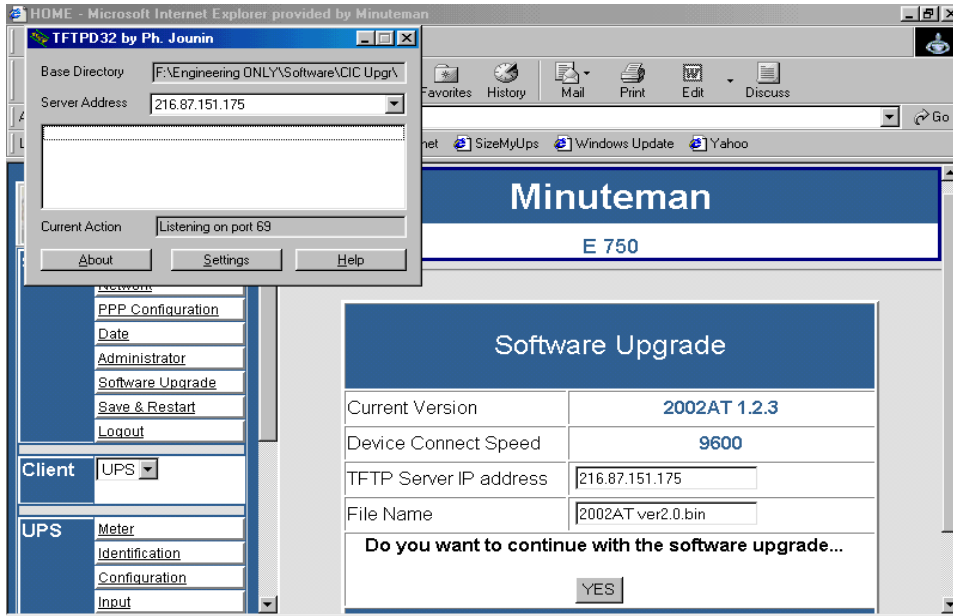 HOME - Microsoft Internet Explorer provided by Minuteman
TFTPD32 by Ph. Jounin
Base Directory
F:\Engineering ONLY\Software\CIC Upgr\
Server Address
216.87.151.175
Current Action
Listening on port 69
About
Settings
Help
Favorites
History
Mail
Print
Edit
Discuss
Go
SizeMyUps
Windows Update
Yahoo
Minuteman
E 750
Network
PPP Configuration
Date
Administrator
Software Upgrade
Save & Restart
Logout
Client
UPS
UPS
Meter
Identification
Configuration
Input
Software Upgrade
Current Version
2002AT 1.2.3
Device Connect Speed
9600
TFTP Server IP address
216.87.151.175
File Name
2002AT ver2.0.bin
Do you want to continue with the software upgrade...
YES